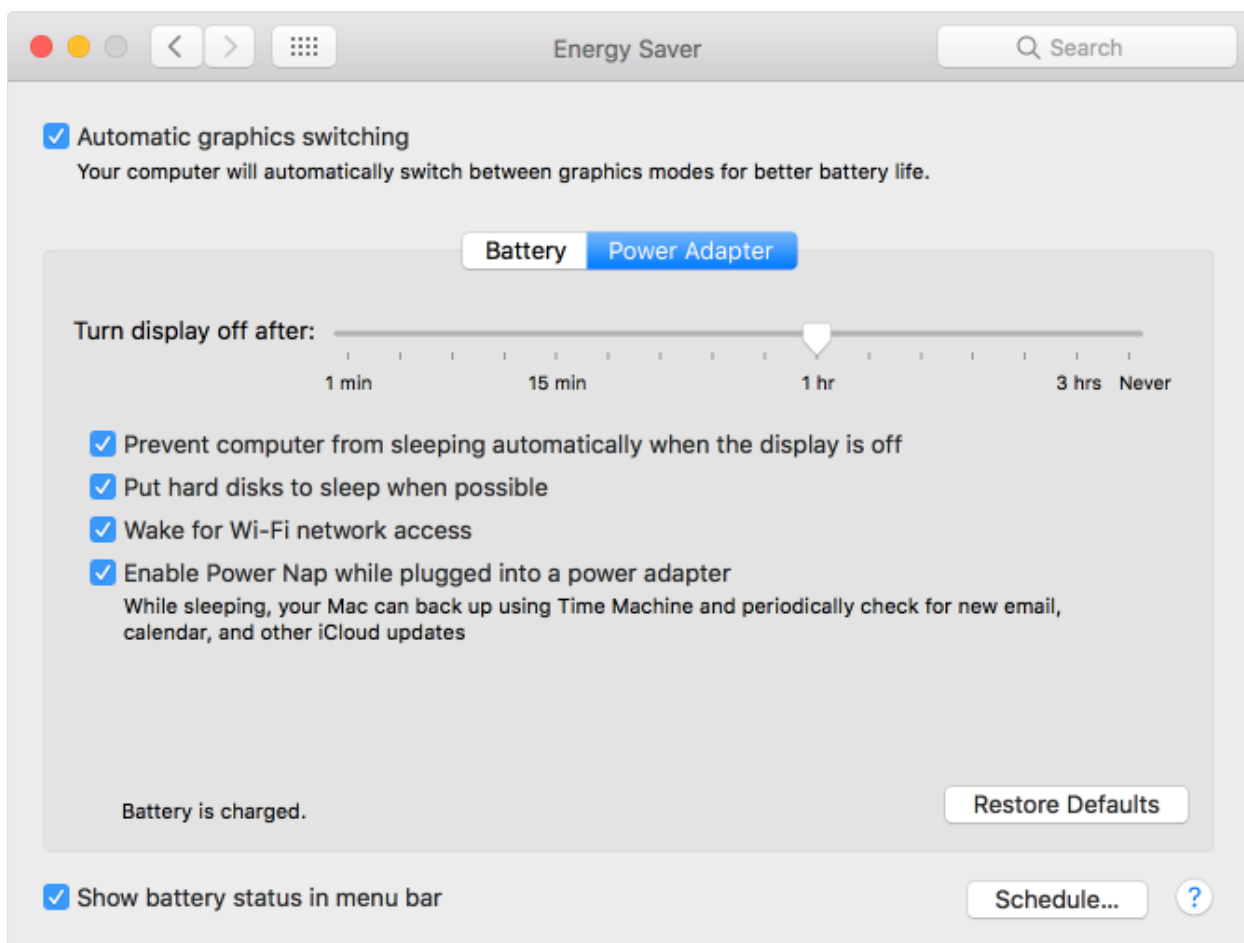 Energy Saver
Search
Automatic graphics switching
Your computer will automatically switch between graphics modes for better battery life.
Battery
Power Adapter
Turn display off after:
1 min
15 min
1 hr
3 hrs
Never
Prevent computer from sleeping automatically when the display is off
Put hard disks to sleep when possible
Wake for Wi-Fi network access
Enable Power Nap while plugged into a power adapter
While sleeping, your Mac can back up using Time Machine and periodically check for new email,
calendar, and other iCloud updates
Battery is charged.
Restore Defaults
Show battery status in menu bar
Schedule...
?